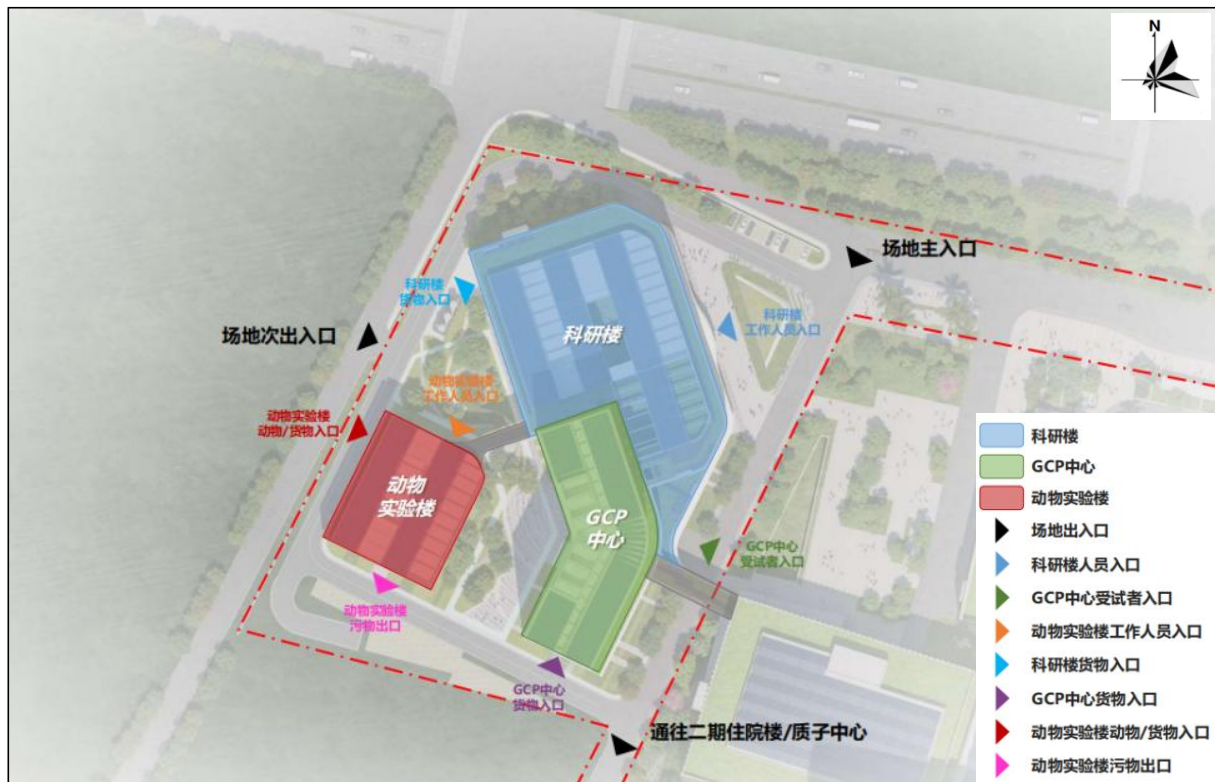 N
场地主入口
科研楼
货物入口
科研楼
工作人员入口
场地次出入口
科研楼
动物实验楼
工作人员入口
动物实验楼
动物/货物入口
动物
实验楼
GCP
中心
GCP中心
受试者入口
动物实验楼
污物出口
GCP中心
货物入口
通往二期住院楼/质子中心
科研楼
GCP中心
动物实验楼
场地出入口
科研楼人员入口
GCP中心受试者入口
动物实验楼工作人员入口
科研楼货物入口
GCP中心货物入口
动物实验楼动物/货物入口
动物实验楼污物出口